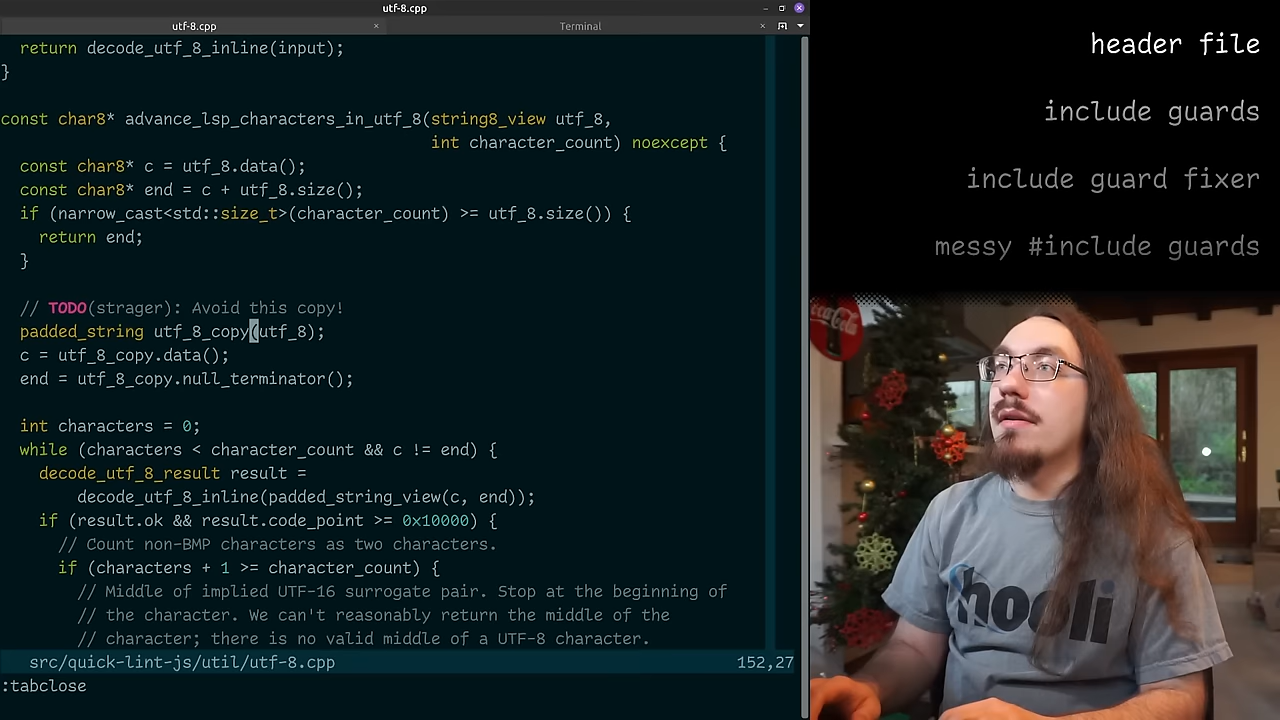 utf-8.cpp
utf-8.cpp
Terminal
return decode_utf_8_inline(input);
}
const char8* advance_lsp_characters_in_utf_8(string8_view utf_8,
int character_count) noexcept {
const char8* c = utf_8.data();
const char8* end = c + utf_8.size();
if (narrow_cast<std::size_t>(character_count) >= utf_8.size()) {
return end;
}
// TODO(strager): Avoid this copy!
padded_string utf_8_copy(utf_8);
c = utf_8_copy.data();
end = utf_8_copy.null_terminator();
int characters = 0;
while (characters < character_count && c != end) {
decode_utf_8_result result =
decode_utf_8_inline(padded_string_view(c, end));
if (result.ok && result.code_point >= 0x10000) {
// Count non-BMP characters as two characters.
if (characters + 1 >= character_count) {
// Middle of implied UTF-16 surrogate pair. Stop at the beginning of
// the character. We can't reasonably return the middle of the
// character; there is no valid middle of a UTF-8 character.
src/quick-lint-js/util/utf-8.cpp 152,27
:tabclose
header file
include guards
include guard fixer
messy #include guards
Coca-Cola
hooli